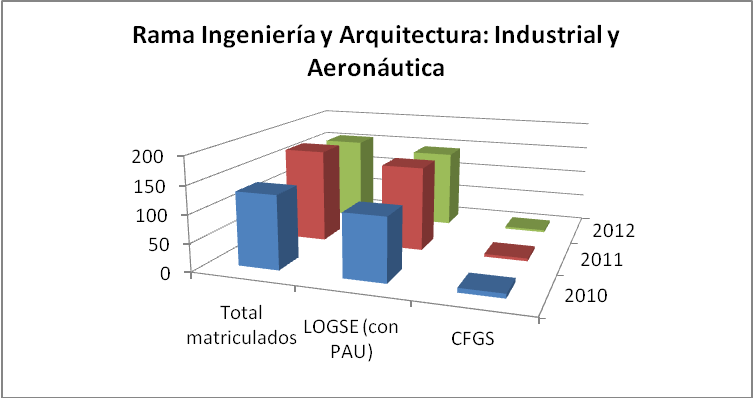 Rama Ingeniería y Arquitectura: Industrial y
Aeronáutica
200
150
100
50
0
2012
2011
2010
Total
matriculados
LOGSE (con
PAU)
CFGS